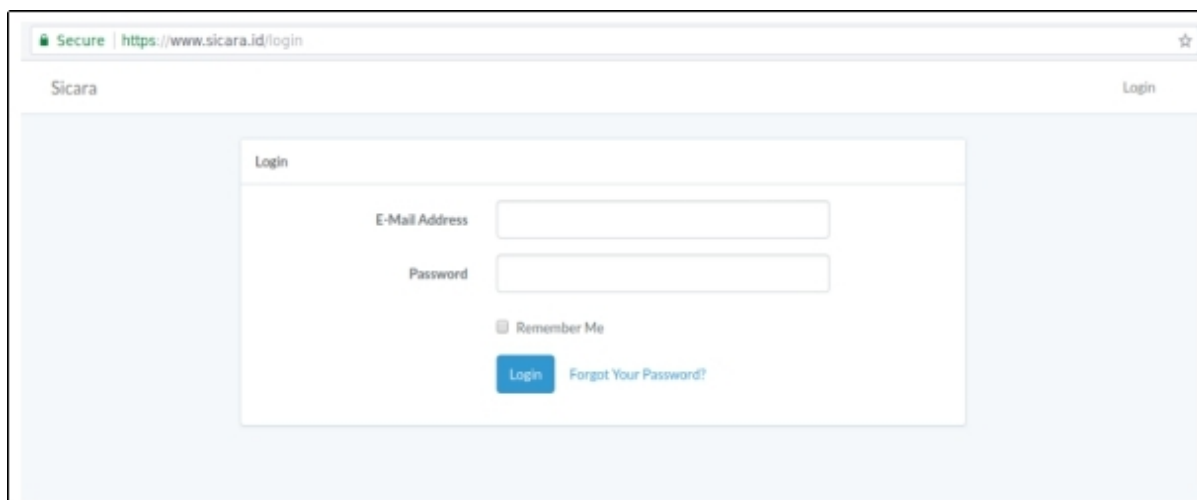 Secure | https://www.sicara.id/login
Sicara Login
Login
E-Mail Address
Password
Remember Me
Login Forgot Your Password?